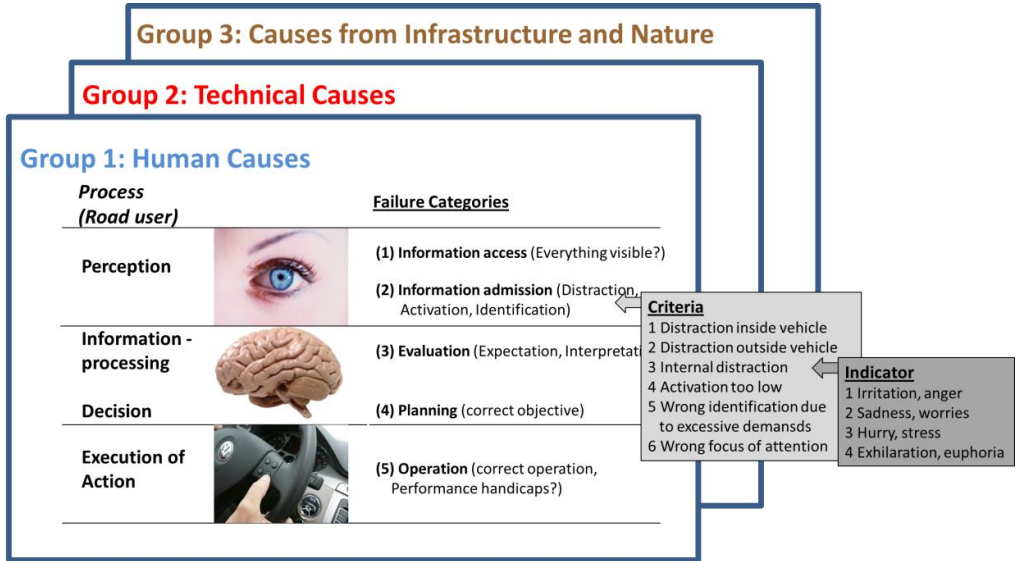 Group 3: Causes from Infrastructure and Nature
Group 2: Technical Causes
Group 1: Human Causes
Process
(Road user)
Failure Categories
Perception
(1) Information access (Everything visible?)
(2) Information admission (Distraction,
Activation, Identification)
Information -
processing
(3) Evaluation (Expectation, Interpretati
Decision
(4) Planning (correct objective)
Execution of
Action
(5) Operation (correct operation,
Performance handicaps?)
Criteria
1 Distraction inside vehicle
2 Distraction outside vehicle
3 Internal distraction
4 Activation too low
5 Wrong identification due
to excessive demansds
6 Wrong focus of attention
Indicator
1 Irritation, anger
2 Sadness, worries
3 Hurry, stress
4 Exhilaration, euphoria